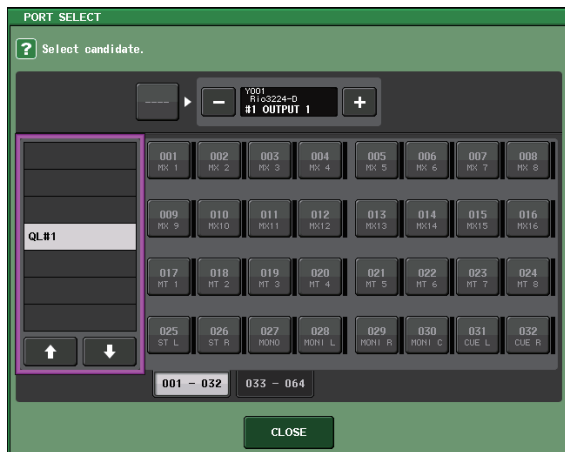 PORT SELECT
? Select candidate.
----
−
Y001
Rio3224-D
#1 OUTPUT 1
+
QL#1
001 002 003 004 005 006 007 008
MX 1 MX 2 MX 3 MX 4 MX 5 MX 6 MX 7 MX 8
009 010 011 012 013 014 015 016
MX 9 MX10 MX11 MX12 MX13 MX14 MX15 MX16
017 018 019 020 021 022 023 024
MT 1 MT 2 MT 3 MT 4 MT 5 MT 6 MT 7 MT 8
025 026 027 028 029 030 031 032
ST L ST R MONO MONI L MONI R MONI C CUE L CUE R
001 - 032 033 - 064
CLOSE